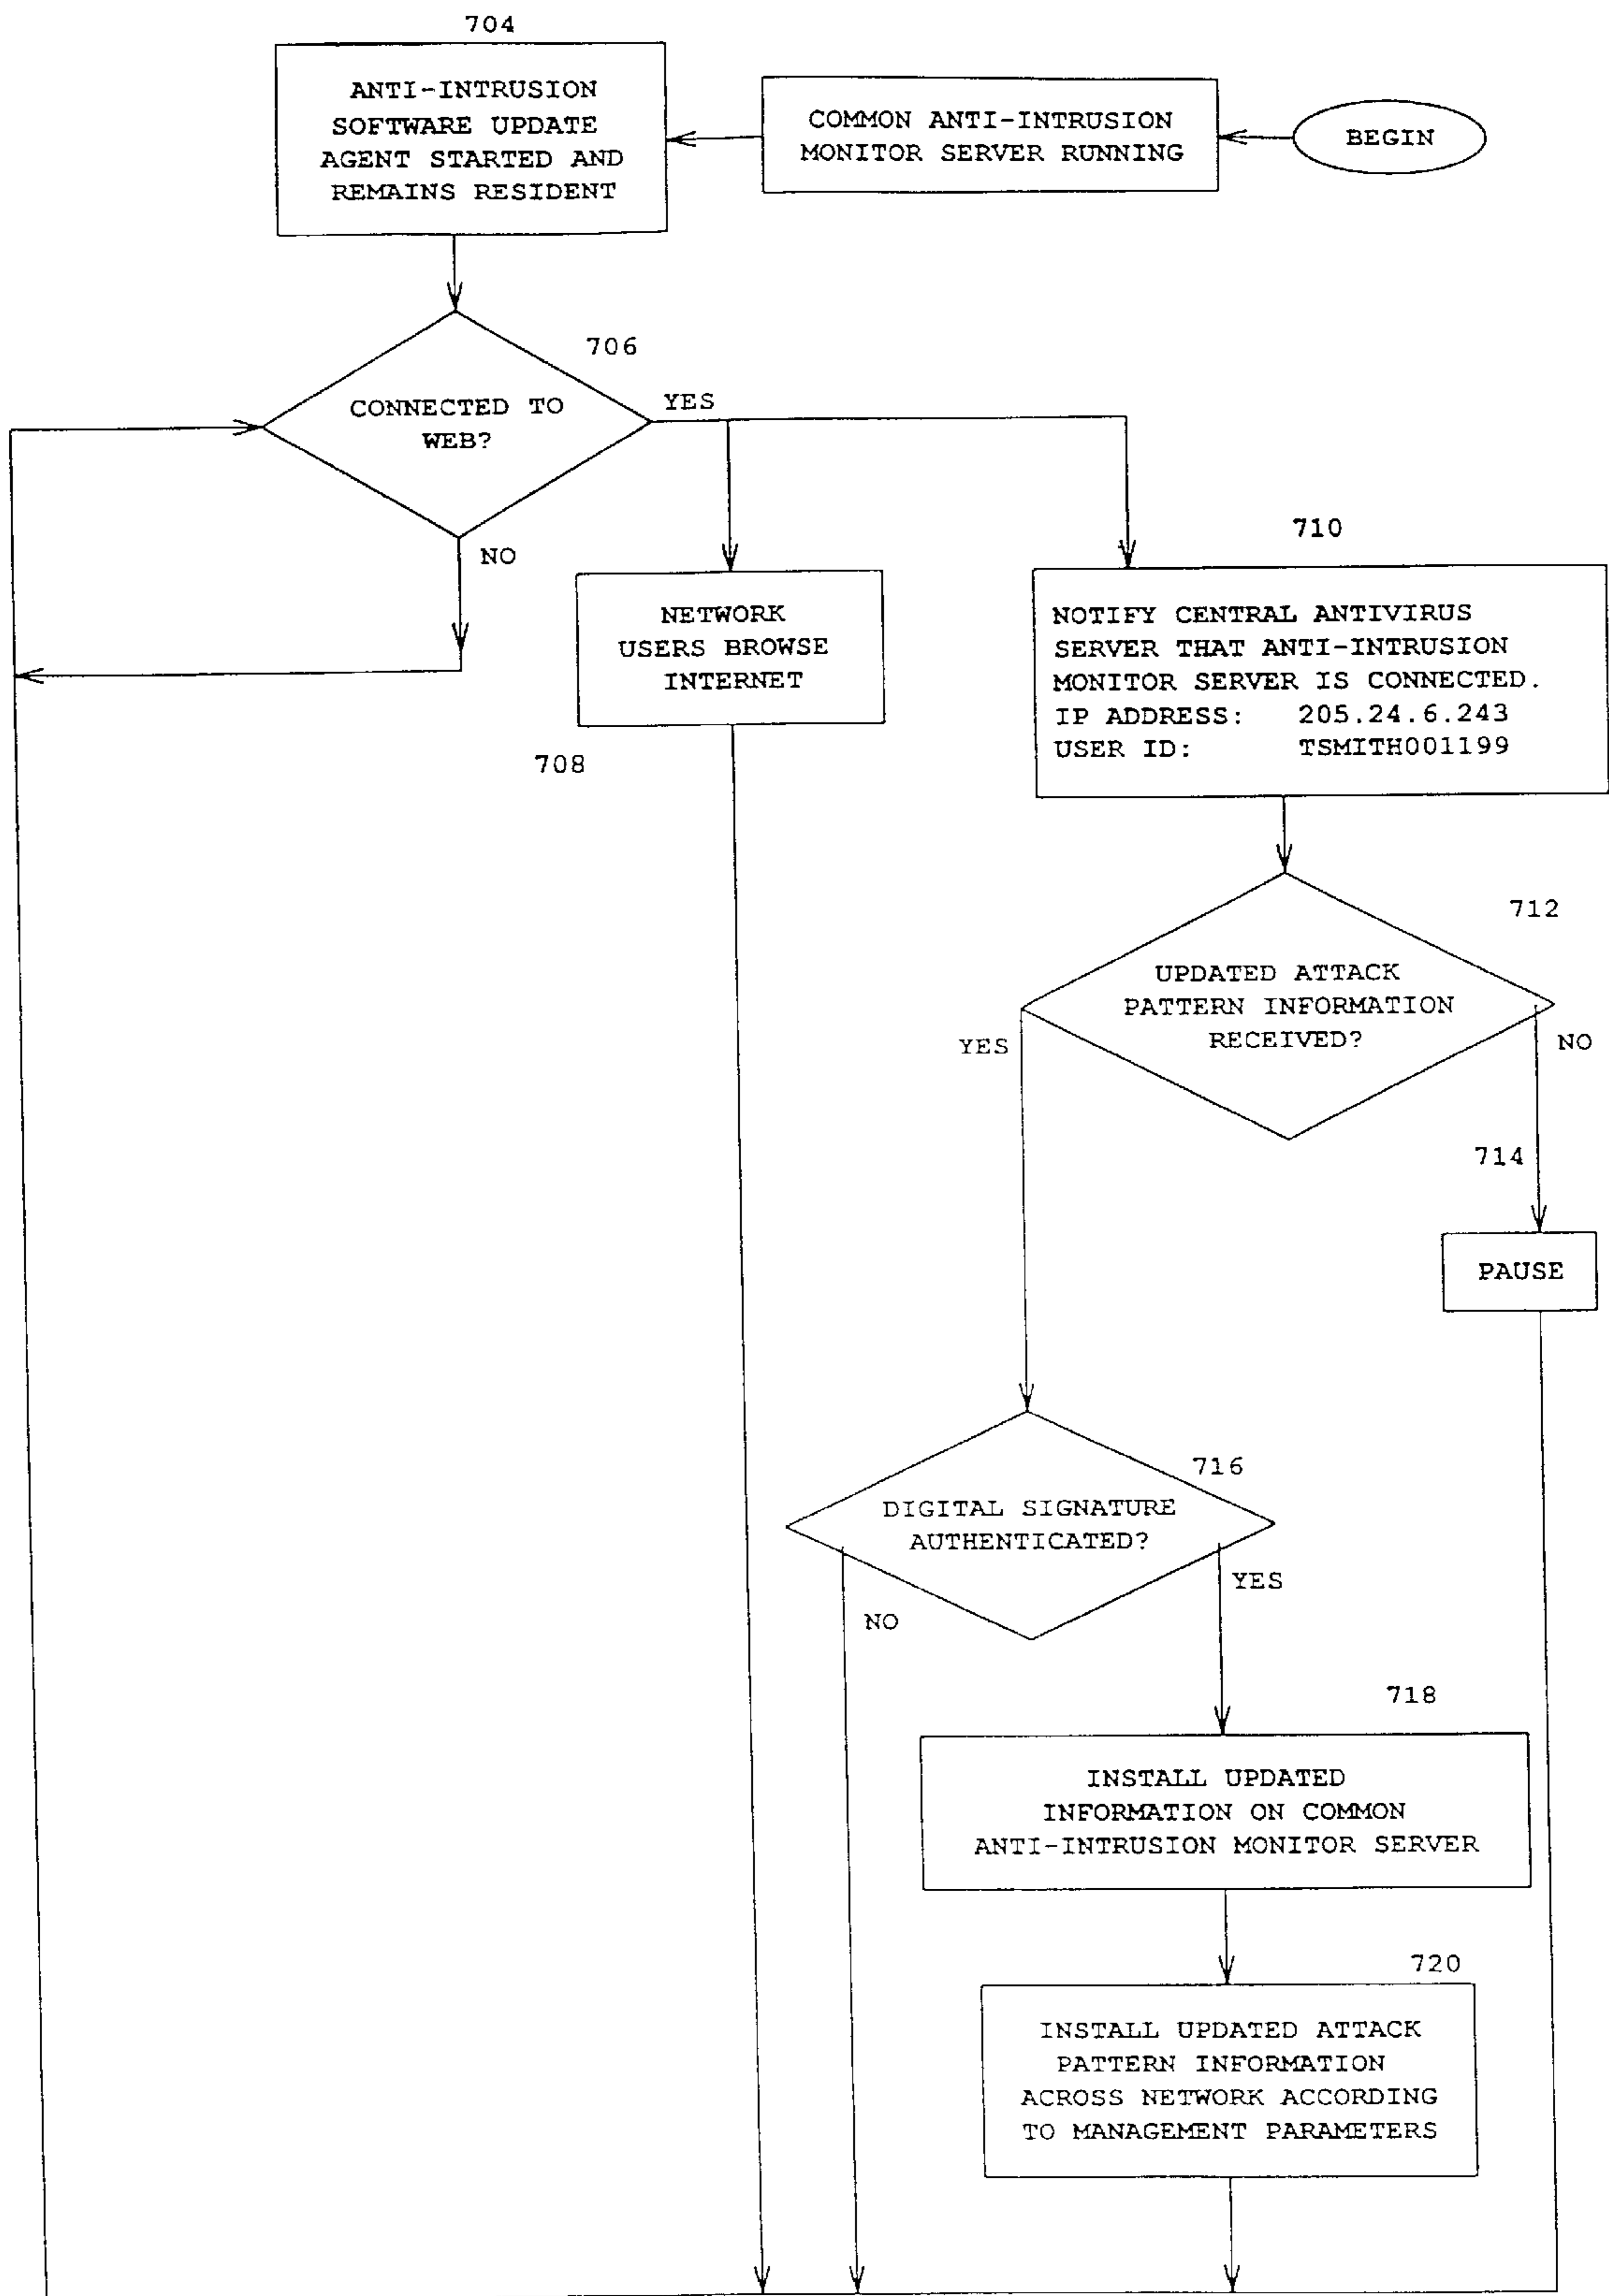 704
ANTI-INTRUSION
SOFTWARE UPDATE
AGENT STARTED AND
REMAINS RESIDENT
COMMON ANTI-INTRUSION
MONITOR SERVER RUNNING
BEGIN
706
CONNECTED TO
WEB?
YES
NO
NETWORK
USERS BROWSE
INTERNET
708
710
NOTIFY CENTRAL ANTIVIRUS
SERVER THAT ANTI-INTRUSION
MONITOR SERVER IS CONNECTED.
IP ADDRESS: 205.24.6.243
USER ID: TSMITH001199
712
UPDATED ATTACK
PATTERN INFORMATION
RECEIVED?
YES
NO
714
PAUSE
716
DIGITAL SIGNATURE
AUTHENTICATED?
YES
NO
718
INSTALL UPDATED
INFORMATION ON COMMON
ANTI-INTRUSION MONITOR SERVER
720
INSTALL UPDATED ATTACK
PATTERN INFORMATION
ACROSS NETWORK ACCORDING
TO MANAGEMENT PARAMETERS